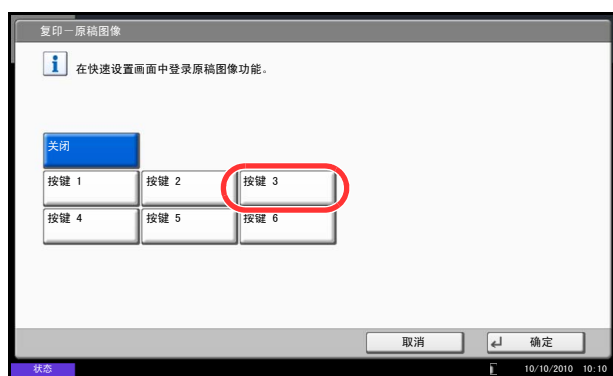 复印－原稿图像
在快速设置画面中登录原稿图像功能。
关闭
按键 1 按键 2 按键 3
按键 4 按键 5 按键 6
取消 确定
状态 10/10/2010 10:10